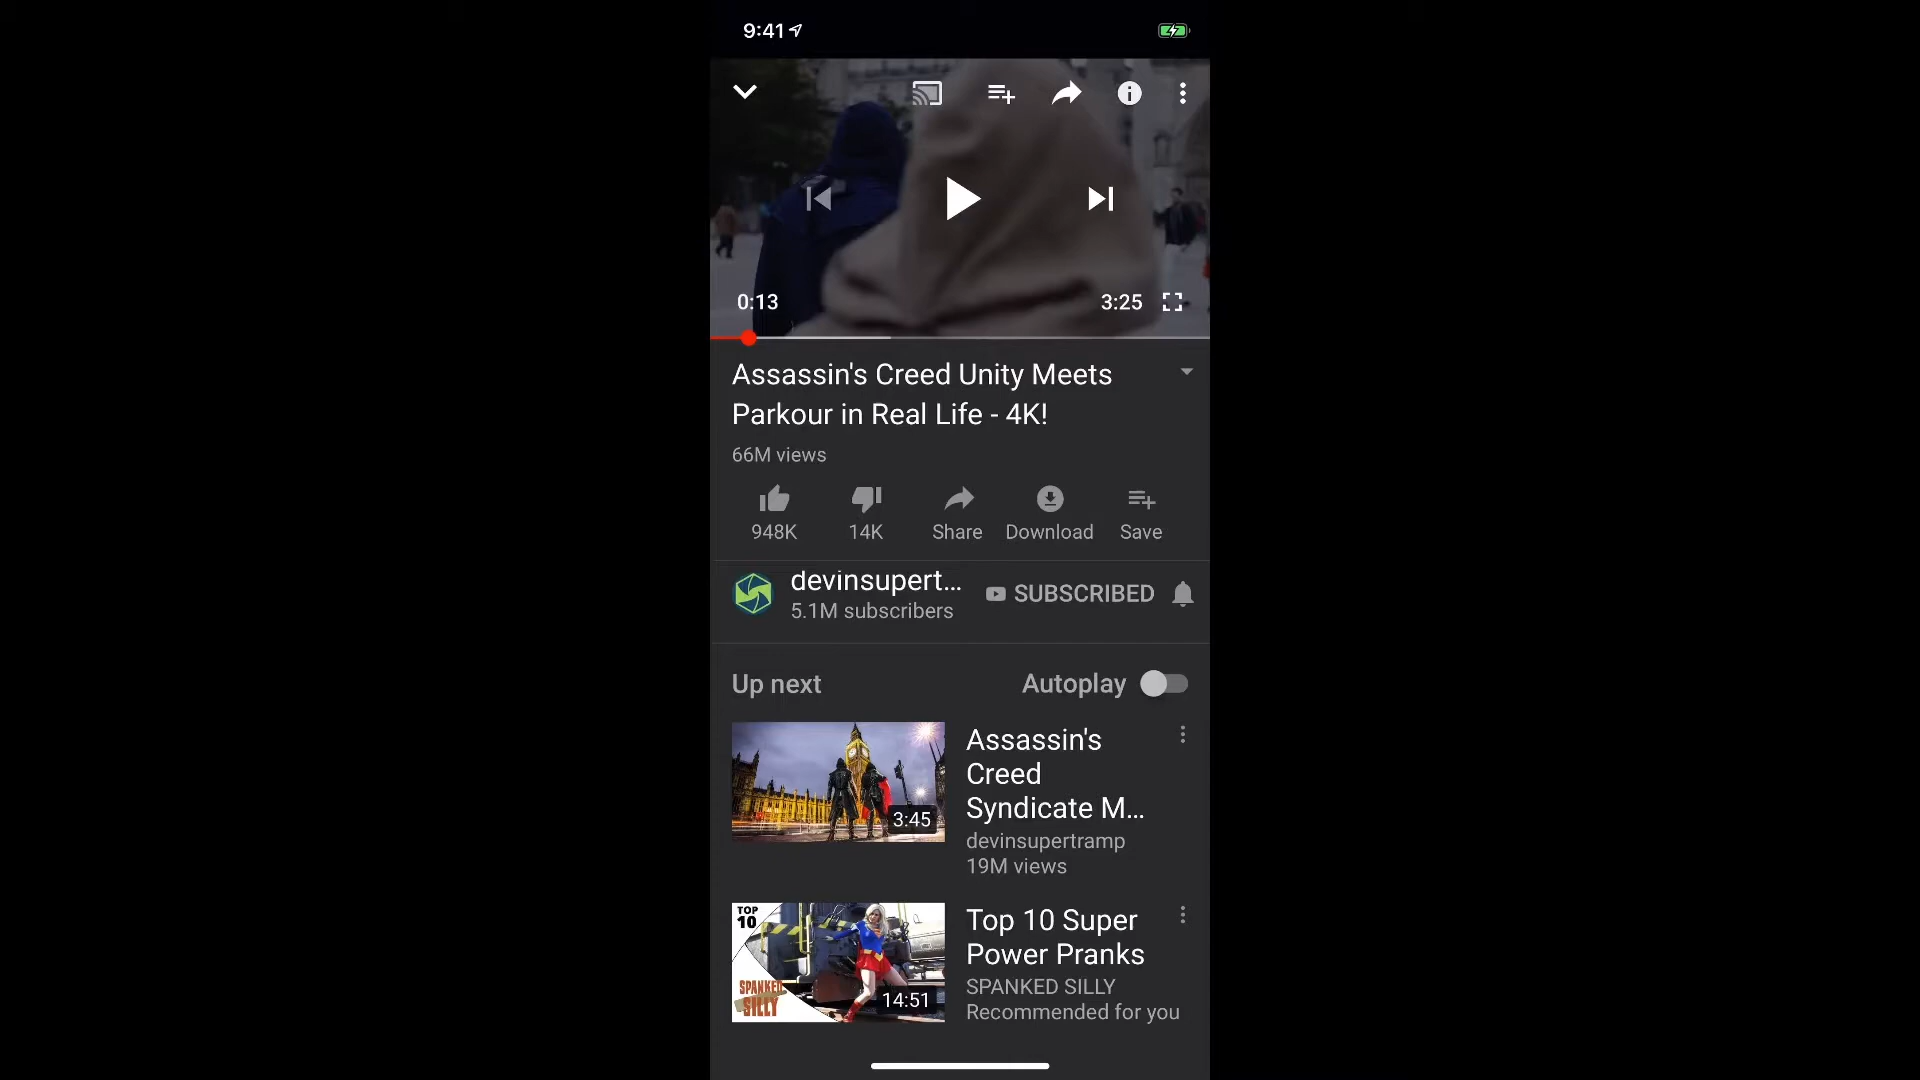 9:41
0:13
3:25
Assassin's Creed Unity Meets
Parkour in Real Life - 4K!
66M views
948K
14K
Share
Download
Save
devinsupert...
5.1M subscribers
SUBSCRIBED
Up next
Autoplay
3:45
Assassin's
Creed
Syndicate M...
devinsupertramp
19M views
TOP
10
SPANKED
SILLY
14:51
Top 10 Super
Power Pranks
SPANKED SILLY
Recommended for you